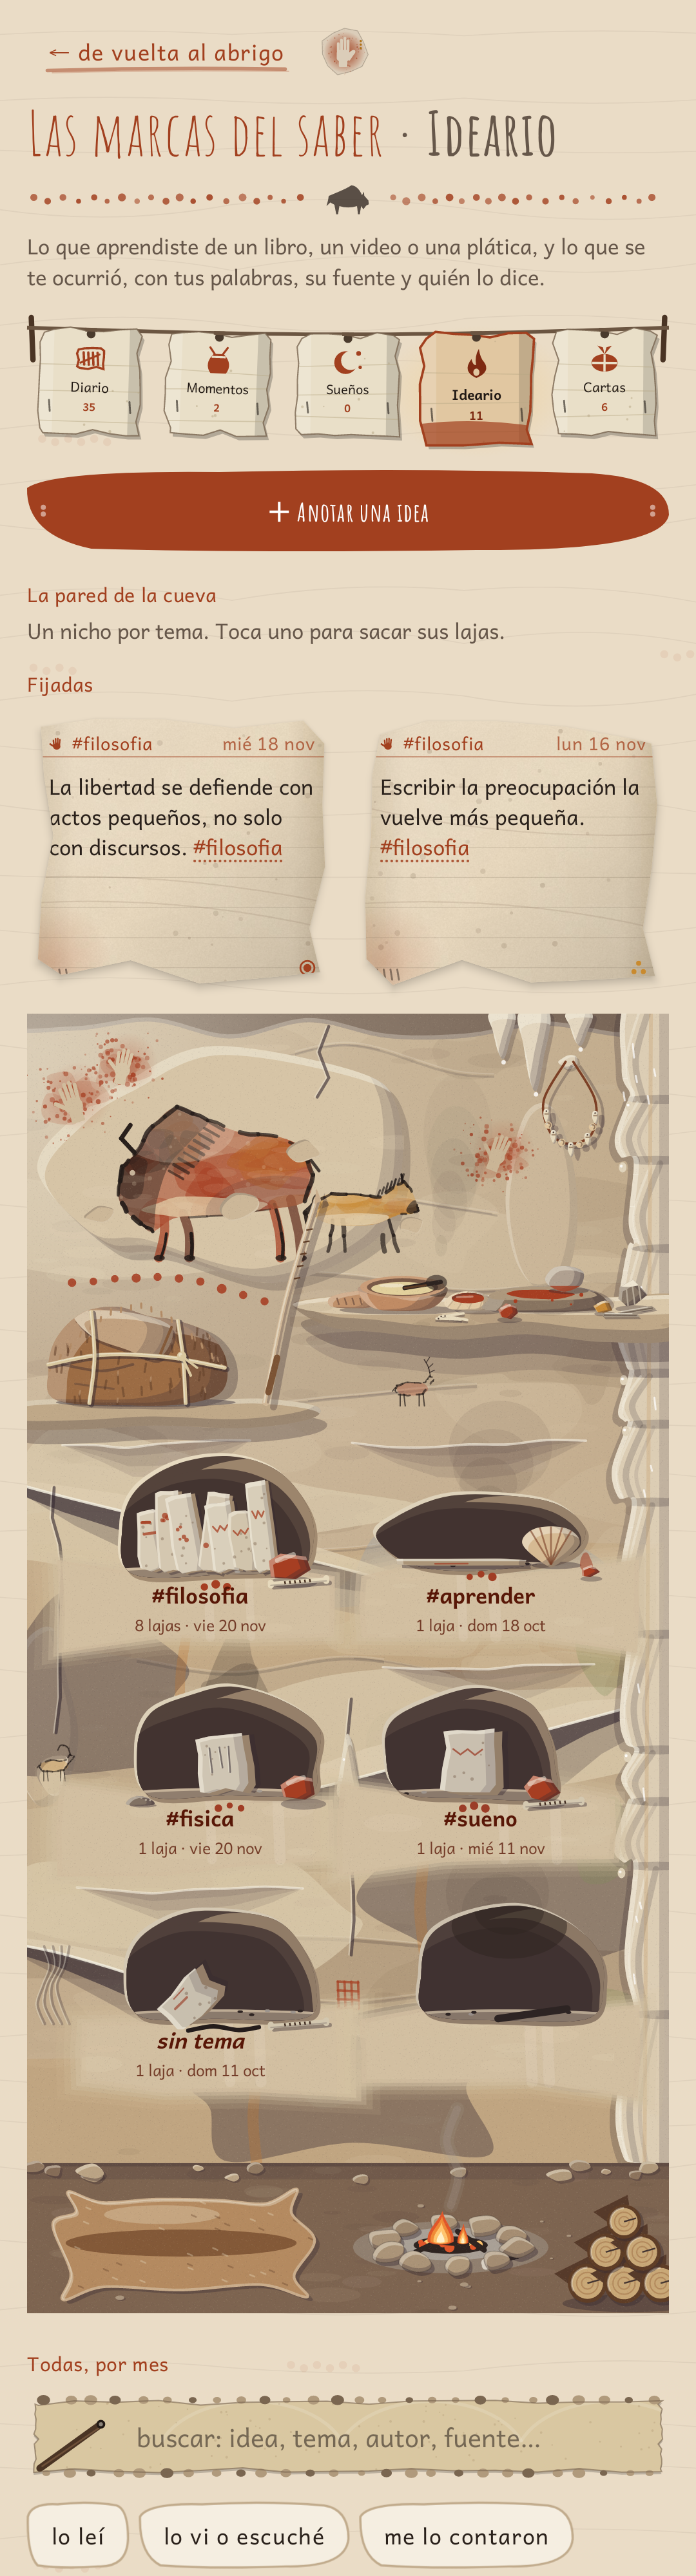 ← de vuelta al abrigo
Las marcas del saber · Ideario
Lo que aprendiste de un libro, un video o una plática, y lo que se
te ocurrió, con tus palabras, su fuente y quién lo dice.
Diario
35
Momentos
2
Sueños
0
Ideario
11
Cartas
6
+ Anotar una idea
La pared de la cueva
Un nicho por tema. Toca uno para sacar sus lajas.
Fijadas
#filosofia mié 18 nov
La libertad se defiende con
actos pequeños, no solo
con discursos. #filosofia
#filosofia lun 16 nov
Escribir la preocupación la
vuelve más pequeña.
#filosofia
#filosofia
8 lajas · vie 20 nov
#aprender
1 laja · dom 18 oct
#fisica
1 laja · vie 20 nov
#sueno
1 laja · mié 11 nov
sin tema
1 laja · dom 11 oct
Todas, por mes
buscar: idea, tema, autor, fuente...
lo leí
lo vi o escuché
me lo contaron